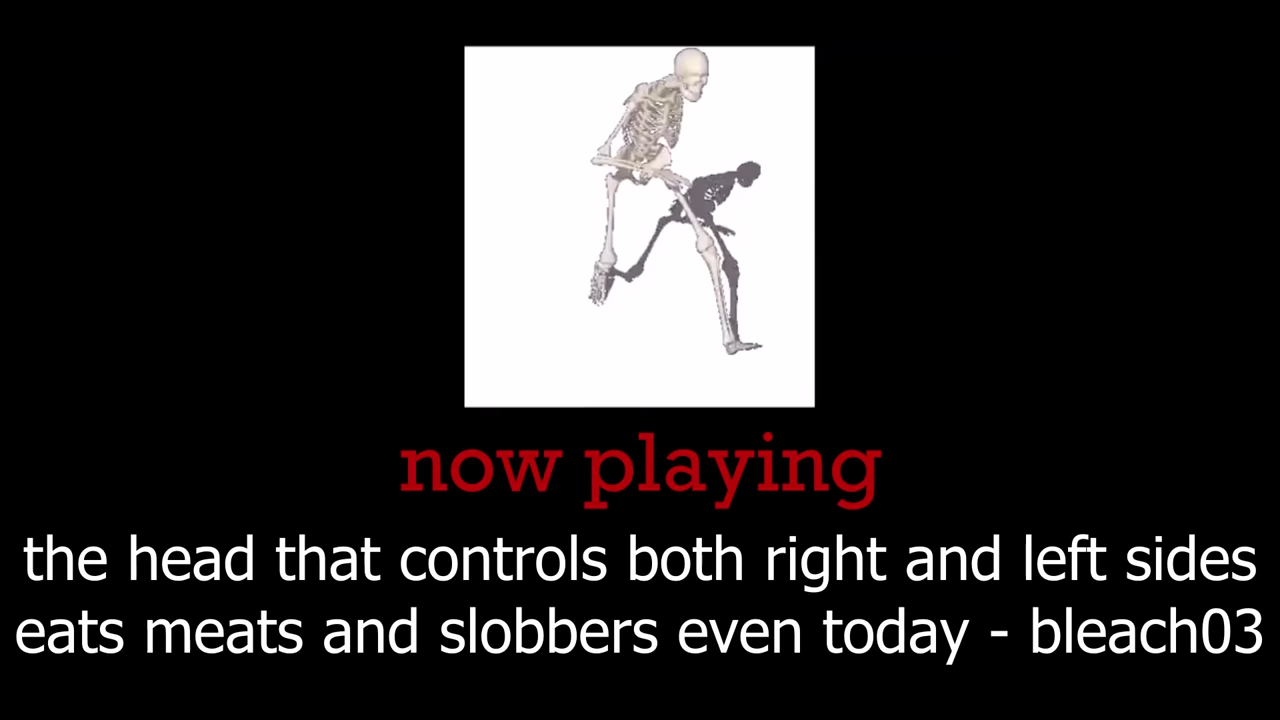 now playing
the head that controls both right and left sides
eats meats and slobbers even today - bleach03